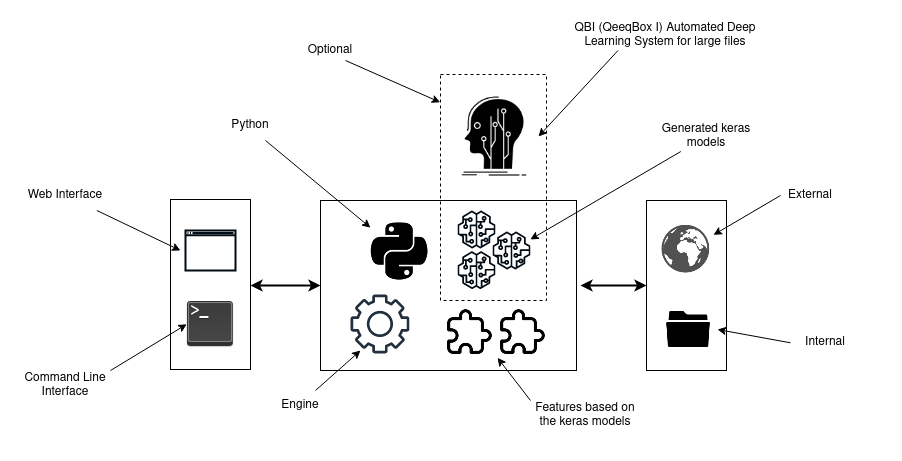 QBI (QeeqBox I) Automated Deep
Learning System for large files
Optional
Python
Generated keras
models
Web Interface
External
>_
Internal
Command Line
Interface
Engine
Features based on
the keras models